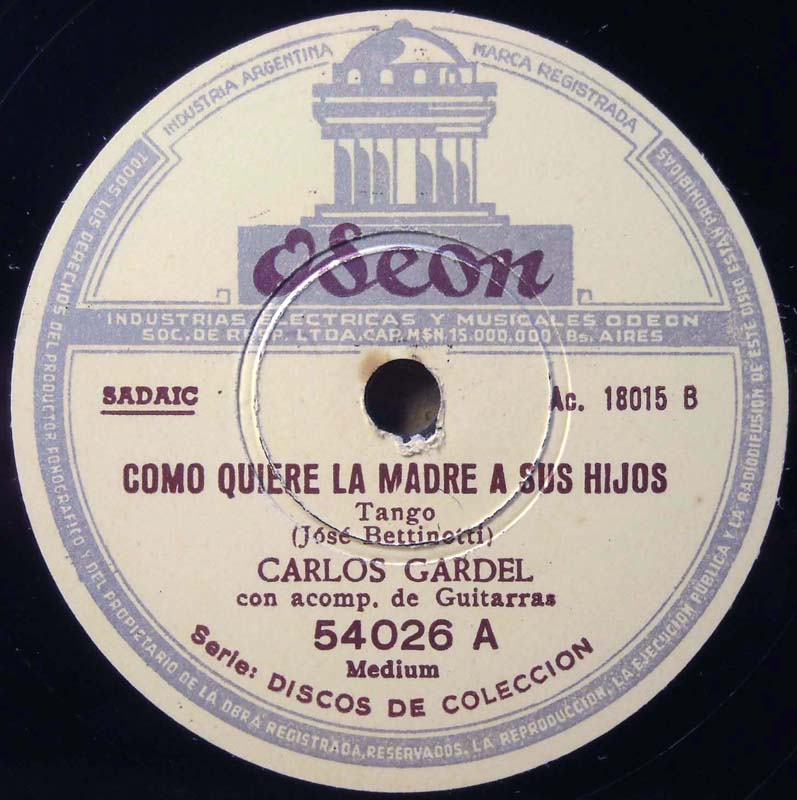 INDUSTRIA ARGENTINA
MARCA REGISTRADA
Odeon
INDUSTRIAS ELECTRICAS Y MUSICALES ODEON
SOC. DE RESP. LTDA. CAP. M$N. 15.000.000 Bs. AIRES
SADAIC
Ac. 18015 B
COMO QUIERE LA MADRE A SUS HIJOS
Tango
(Jósé Bettinotti)
CARLOS GARDEL
con acomp. de Guitarras
54026 A
Medium
Serie: DISCOS DE COLECCION
TODOS LOS DERECHOS DEL PRODUCTOR FONOGRAFICO Y DEL PROPIETARIO DE LA OBRA REGISTRADA, RESERVADOS. LA REPRODUCCION, LA EJECUCION PÚBLICA Y LA RADIODIFUSION DE ESTE DISCO ESTAN PROHIBIDAS